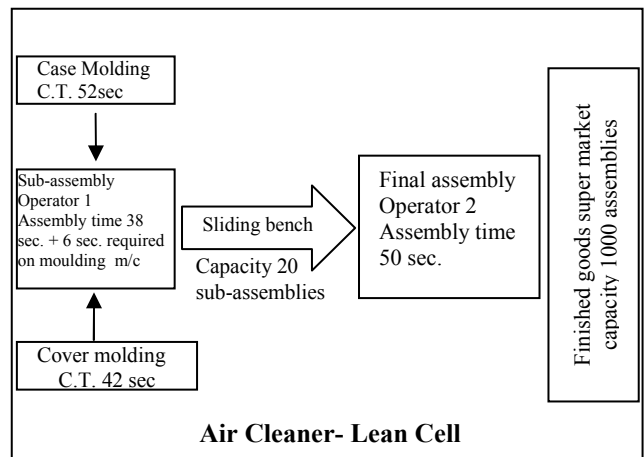 Case Molding
C.T. 52sec
Sub-assembly
Operator 1
Assembly time 38
sec. + 6 sec. required
on moulding m/c
Cover molding
C.T. 42 sec
Sliding bench
Capacity 20
sub-assemblies
Final assembly
Operator 2
Assembly time
50 sec.
Finished goods super market
capacity 1000 assemblies
Air Cleaner- Lean Cell